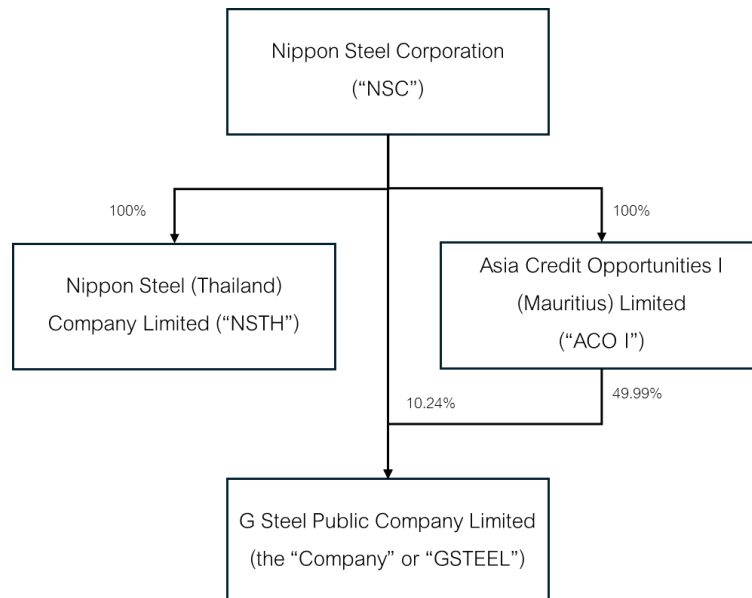 Nippon Steel Corporation
(“NSC”)
100%
100%
Nippon Steel (Thailand)
Company Limited (“NSTH”)
Asia Credit Opportunities I
(Mauritius) Limited
(“ACO I”)
10.24%
49.99%
G Steel Public Company Limited
(the “Company” or “GSTEEL”)